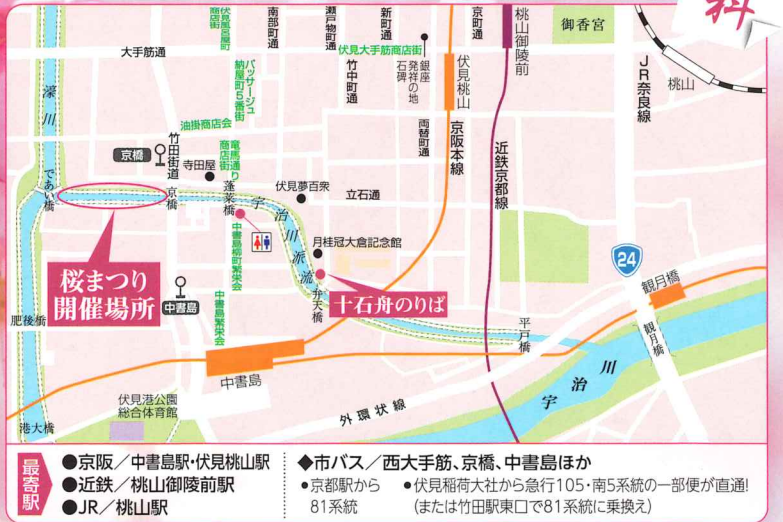 料
伏見風呂屋町
商店街
南部町通
瀬戸物町通
新町通
京町通
桃山御陵前
御香宮
大手筋通
伏見大手筋商店街
竹中町通
銀座
発祥の地
石碑
両替町通
伏見桃山
京阪本線
近鉄京都線
JR奈良線
桃山
濠川
パッサージュ
納屋町5番街
油掛商店会
竹田街道
京橋
寺田屋
竜馬通り
商店街
伏見夢百衆
立石通
であい橋
京橋
蓬莱橋
宇治川派流
月桂冠大倉記念館
桜まつり
開催場所
中書島柳町繁栄会
十石舟のりば
弁天橋
24
観月橋
中書島
中書島繁栄会
肥後橋
平戸橋
観月橋
中書島
宇治川
外環状線
伏見港公園
総合体育館
港大橋
最寄駅
●京阪/中書島駅・伏見桃山駅
●近鉄/桃山御陵前駅
●JR/桃山駅
◆市バス/西大手筋、京橋、中書島ほか
●京都駅から
81系統
●伏見稲荷大社から急行105・南5系統の一部便が直通!
(または竹田駅東口で81系統に乗換え)